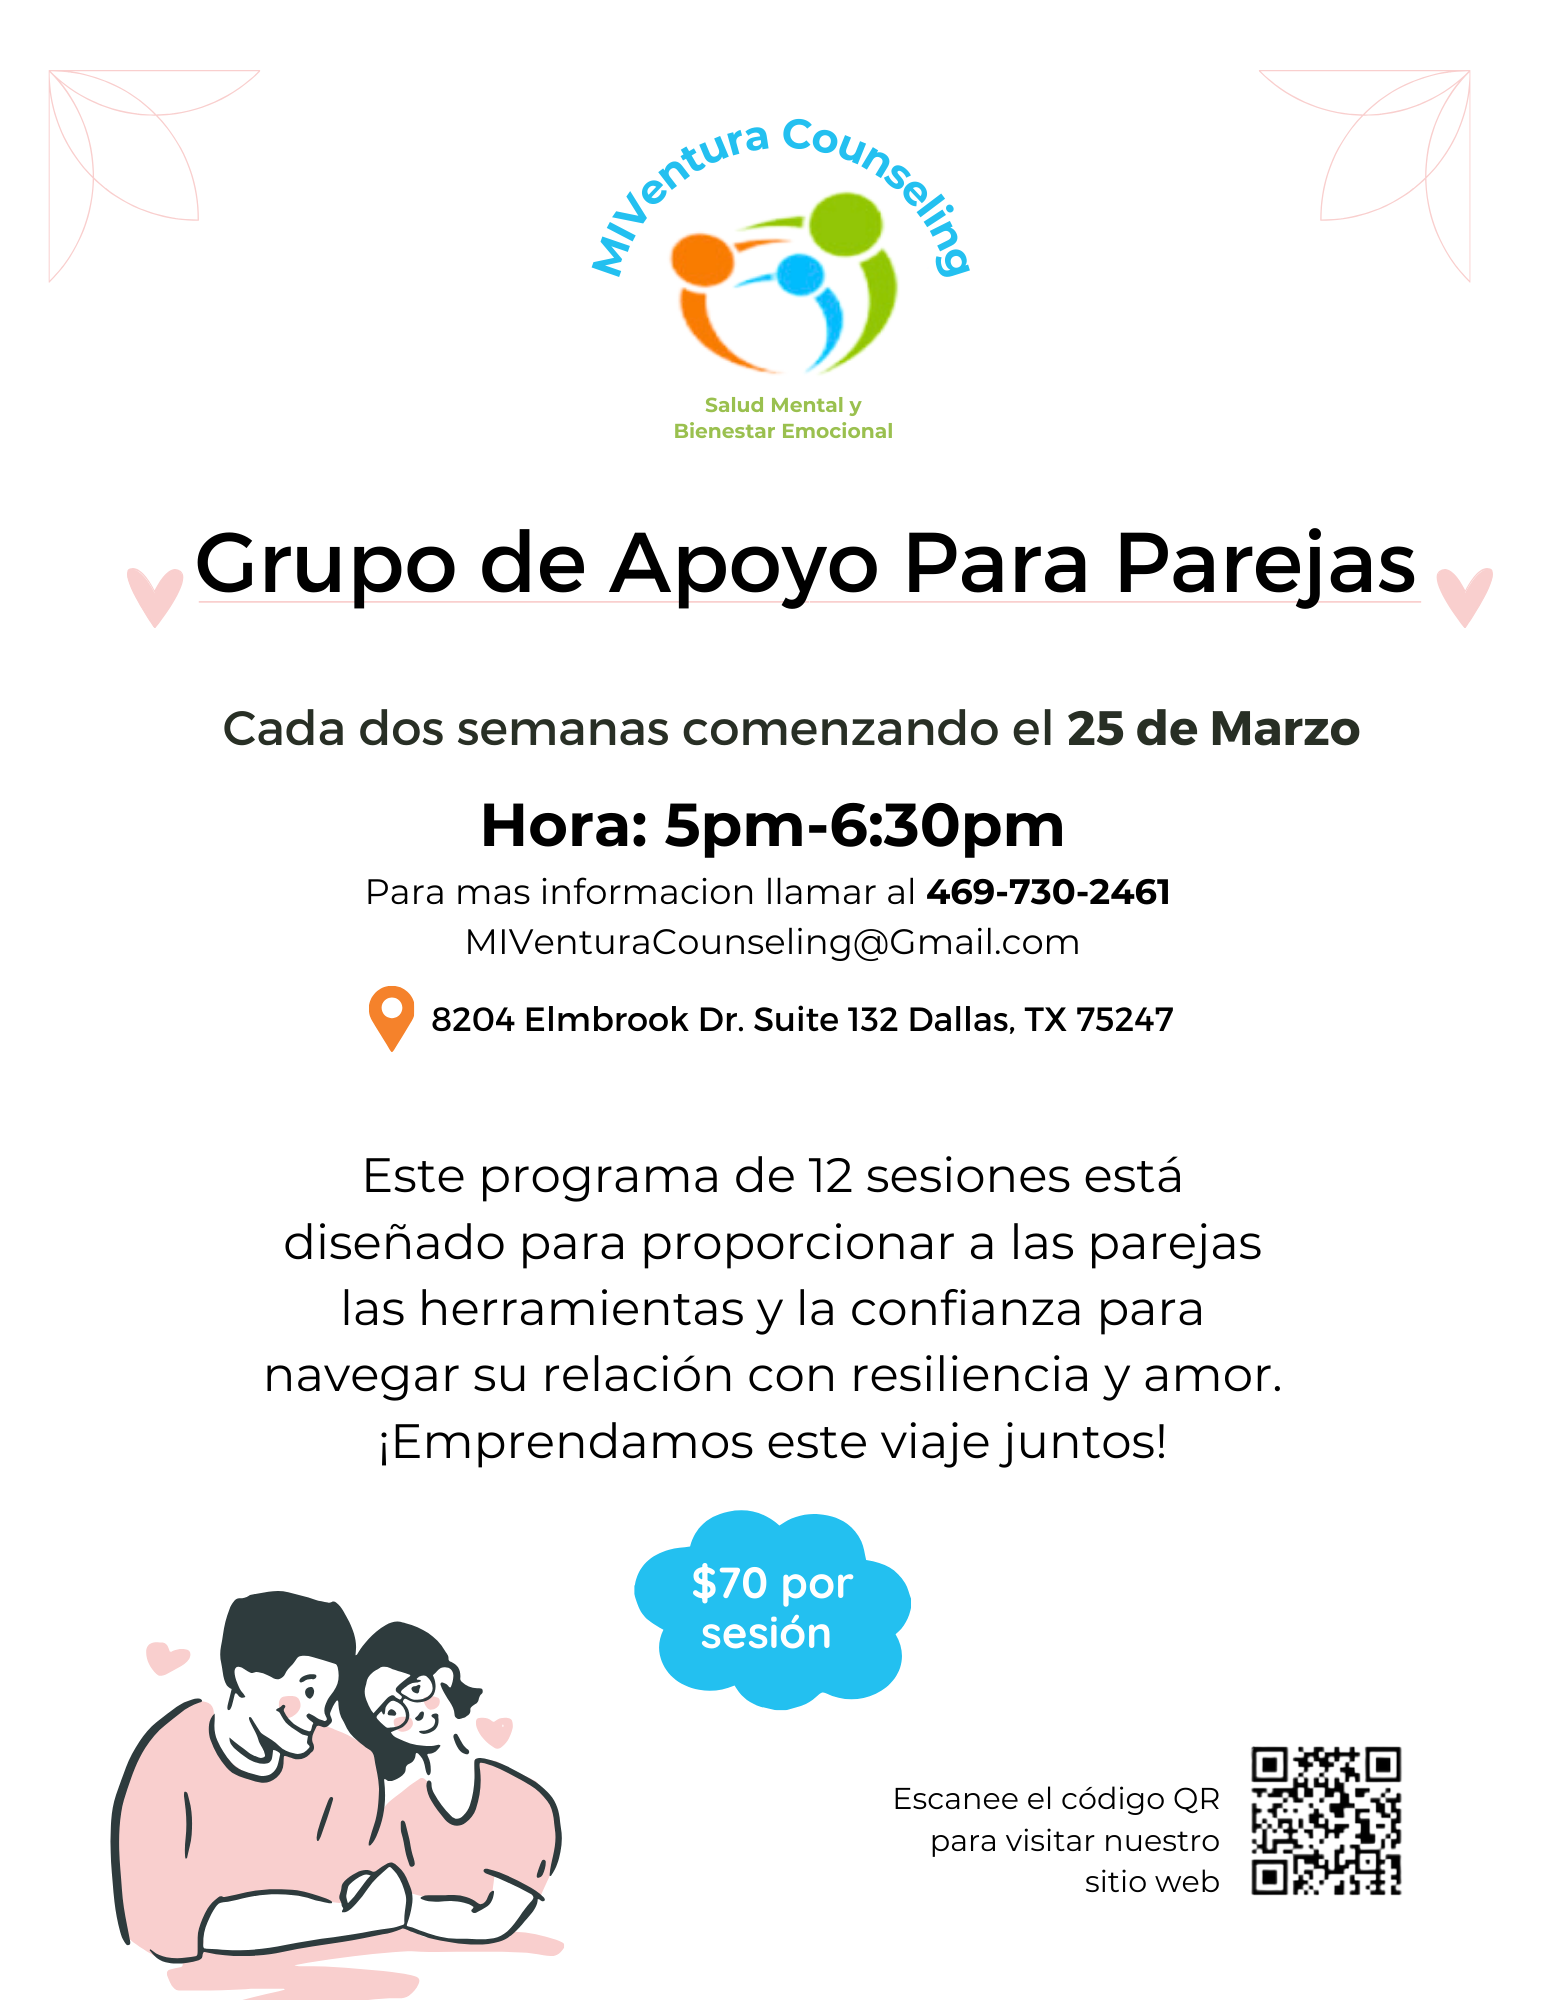 MIVentura Counseling
Salud Mental y
Bienestar Emocional
Grupo de Apoyo Para Parejas
Cada dos semanas comenzando el 25 de Marzo
Hora: 5pm-6:30pm
Para mas informacion llamar al 469-730-2461
MIVenturaCounseling@Gmail.com
8204 Elmbrook Dr. Suite 132 Dallas, TX 75247
Este programa de 12 sesiones está
diseñado para proporcionar a las parejas
las herramientas y la confianza para
navegar su relación con resiliencia y amor.
¡Emprendamos este viaje juntos!
$70 por
sesión
Escanee el código QR
para visitar nuestro
sitio web